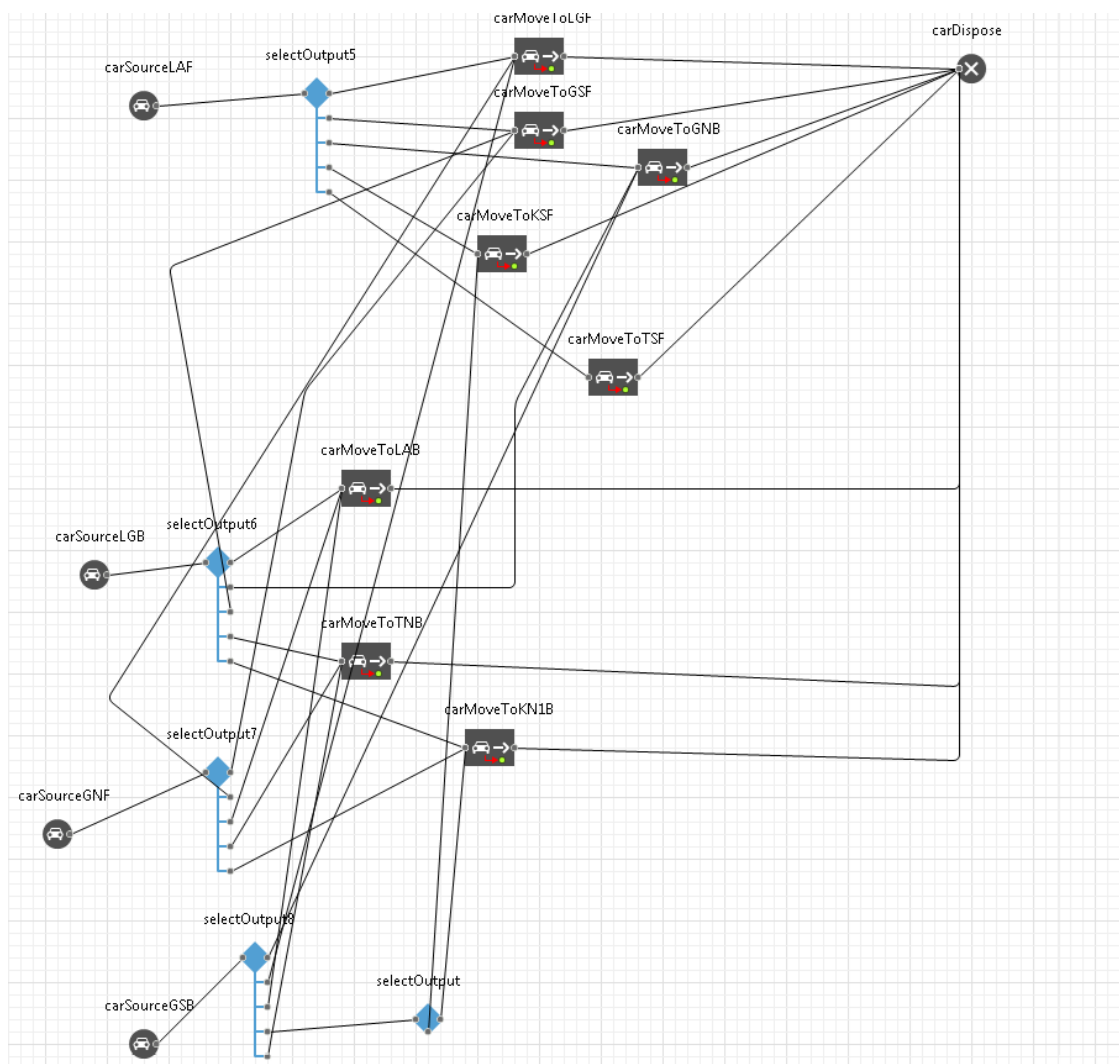 carMoveToLGF
carDispose
selectOutput5
carSourceLAF
carMoveToGSF
carMoveToGNB
carMoveToKSF
carMoveToTSF
carMoveToLAB
selectOutput6
carSourceLGB
carMoveToTNB
carMoveToKN1B
selectOutput7
carSourceGNF
selectOutput8
selectOutput
carSourceGSB